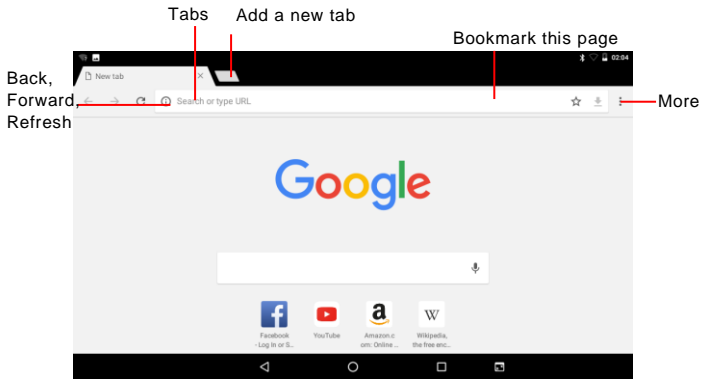 Tabs
Add a new tab
Bookmark this page
02:04
Back,
Forward,
Refresh
New tab
Search or type URL
More
Google
f
a
W
Facebook
- Log In or S...
YouTube
Amazon.c
om: Online ...
Wikipedia,
the free enc...